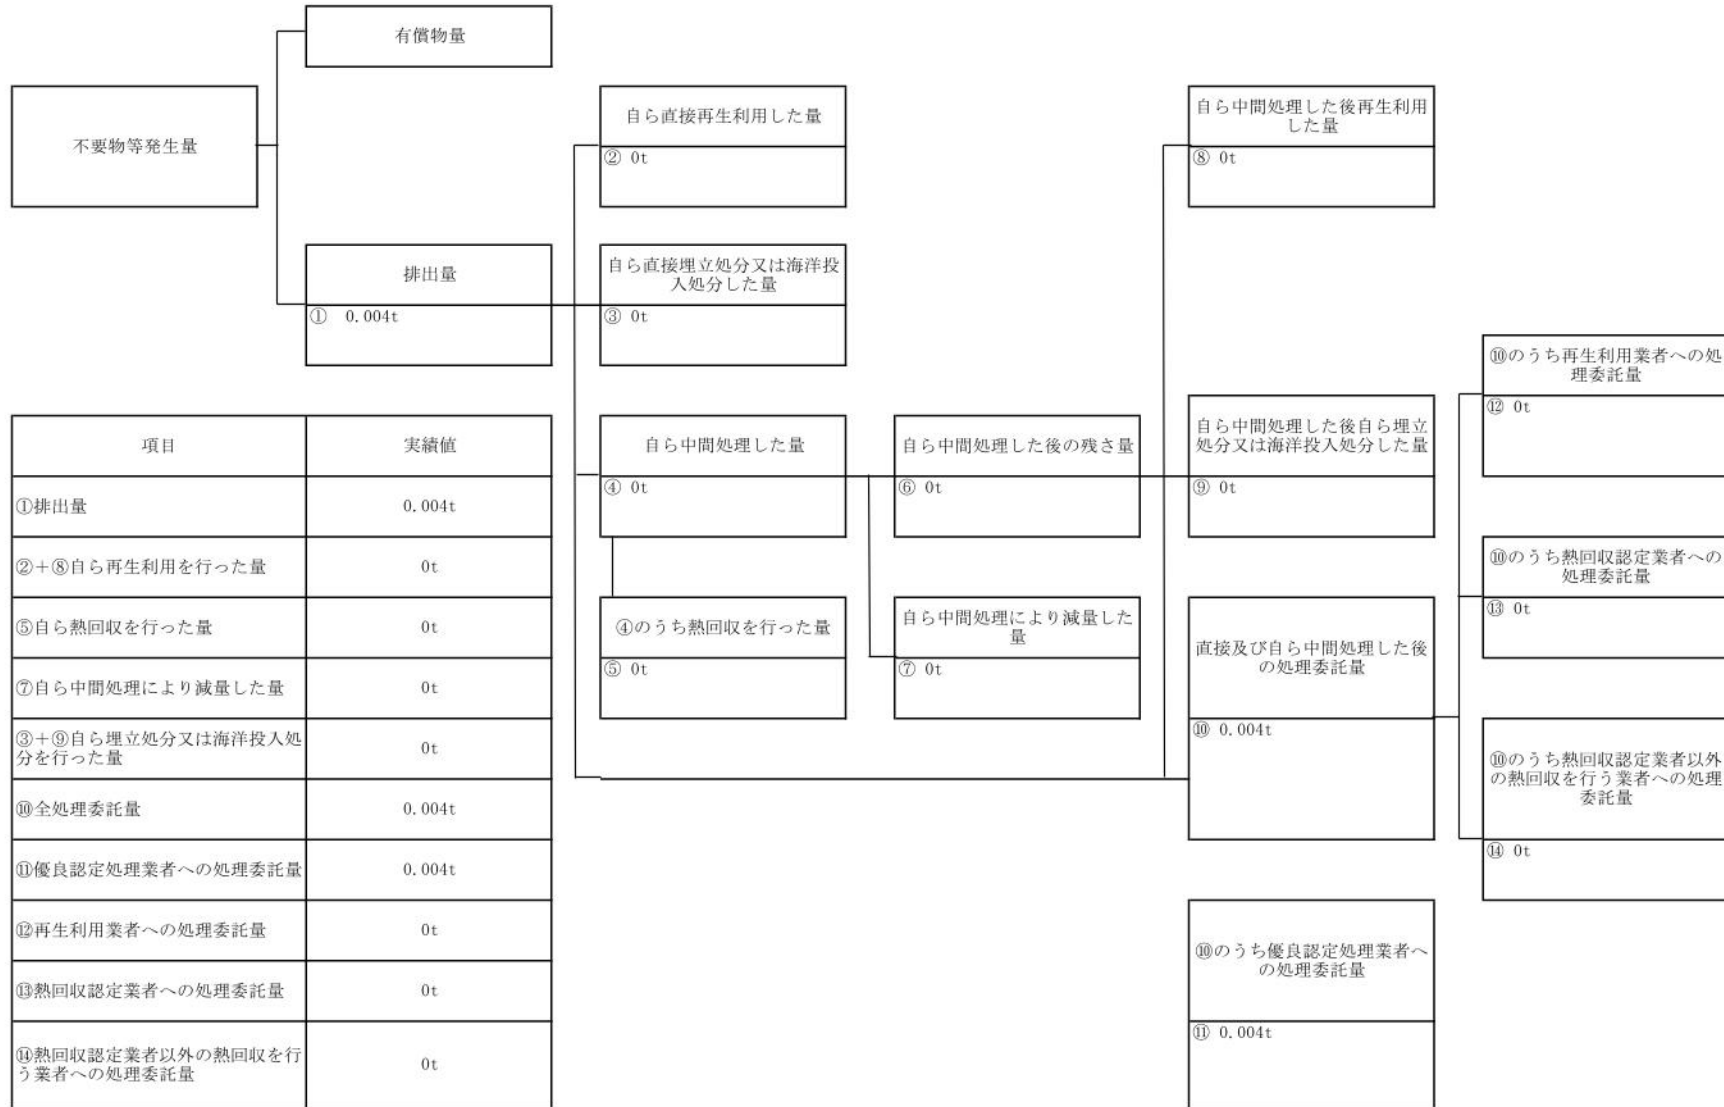 有償物量
不要物等発生量
自ら直接再生利用した量
② 0t
自ら中間処理した後再生利用
した量
⑧ 0t
排出量
① 0.004t
自ら直接埋立処分又は海洋投
入処分した量
③ 0t
⑩のうち再生利用業者への処
理委託量
⑫ 0t
自ら中間処理した量
④ 0t
自ら中間処理した後の残さ量
⑥ 0t
自ら中間処理した後自ら埋立
処分又は海洋投入処分した量
⑨ 0t
⑩のうち熱回収認定業者への
処理委託量
⑬ 0t
④のうち熱回収を行った量
⑤ 0t
自ら中間処理により減量した
量
⑦ 0t
直接及び自ら中間処理した後
の処理委託量
⑩ 0.004t
⑩のうち熱回収認定業者以外
の熱回収を行う業者への処理
委託量
⑭ 0t
⑩のうち優良認定処理業者へ
の処理委託量
⑪ 0.004t
項目 実績値
①排出量 0.004t
②+⑧自ら再生利用を行った量 0t
⑤自ら熱回収を行った量 0t
⑦自ら中間処理により減量した量 0t
③+⑨自ら埋立処分又は海洋投入処
分を行った量 0t
⑩全処理委託量 0.004t
⑪優良認定処理業者への処理委託量 0.004t
⑫再生利用業者への処理委託量 0t
⑬熱回収認定業者への処理委託量 0t
⑭熱回収認定業者以外の熱回収を行
う業者への処理委託量 0t